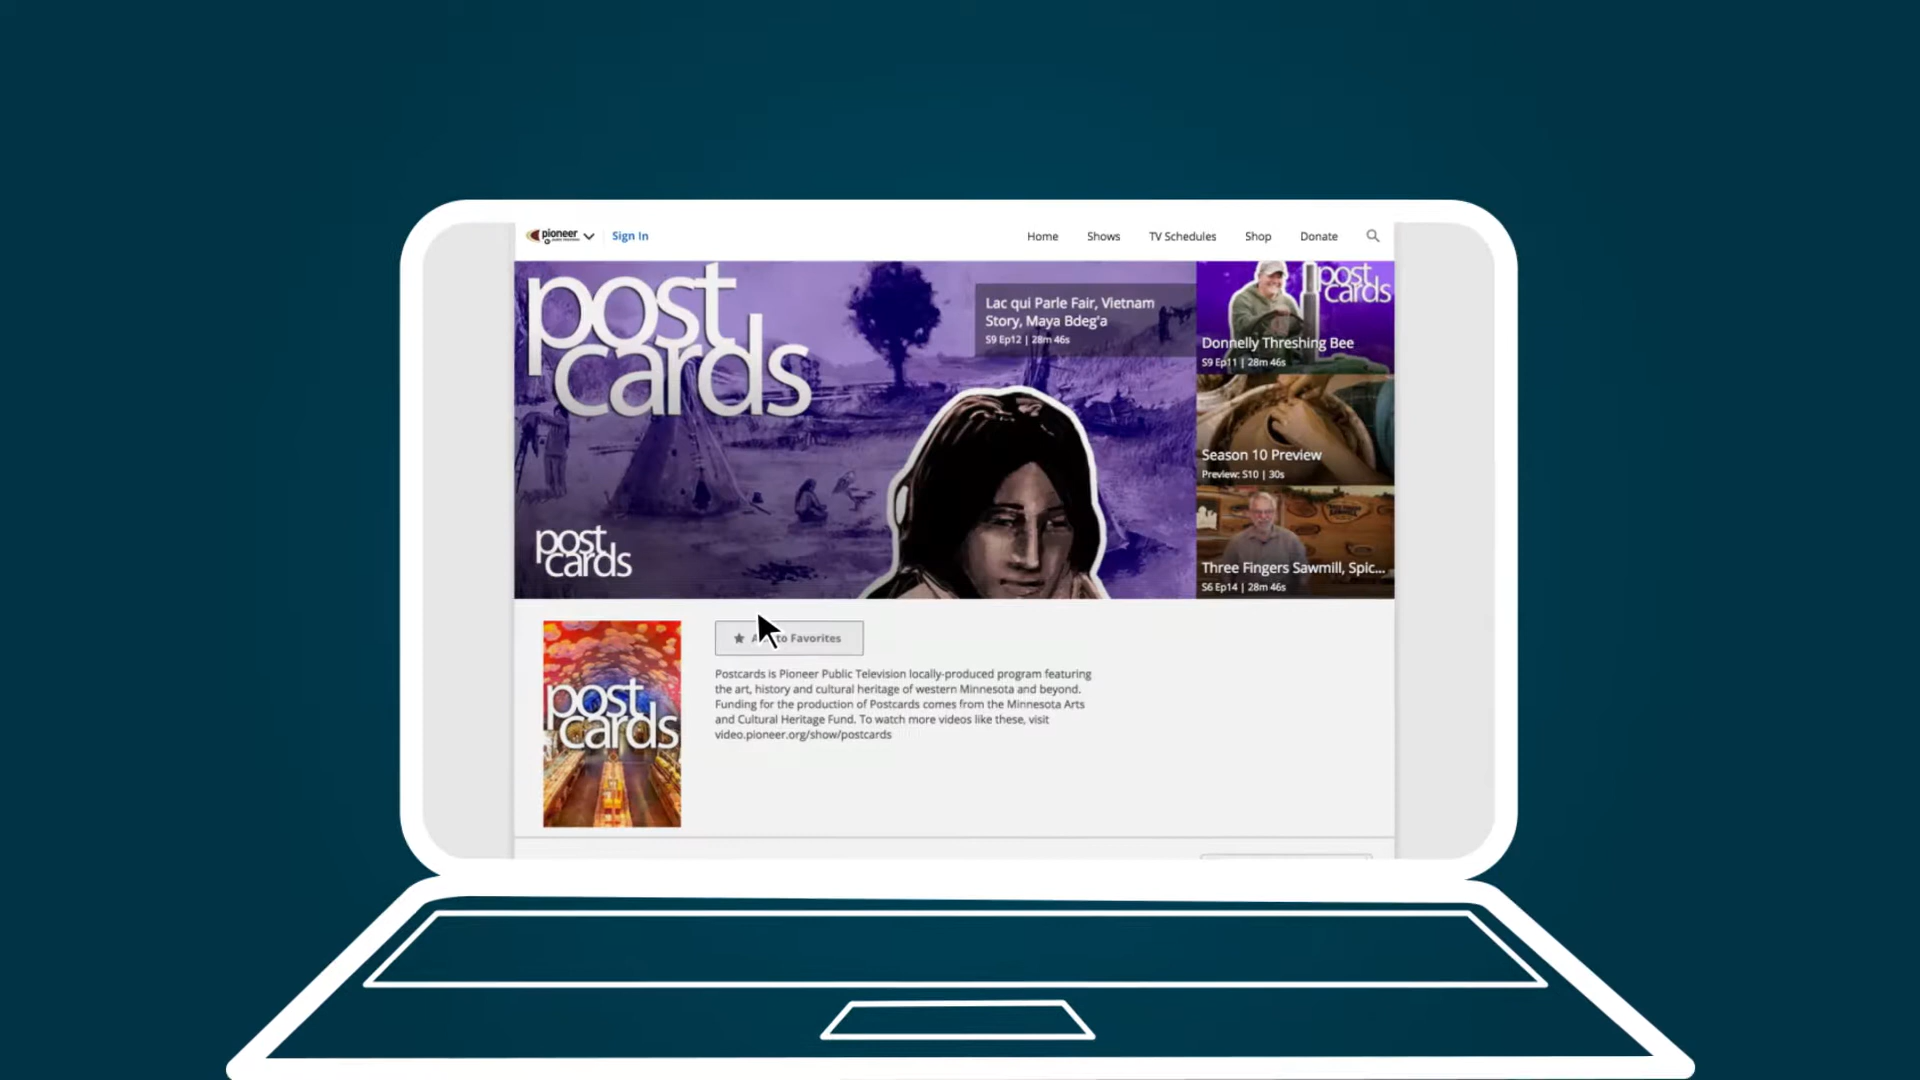 pioneer
Sign In
Home
Shows
TV Schedules
Shop
Donate
post
cards
Lac qui Parle Fair, Vietnam
Story, Maya Bdeg'a
S9 Ep12 | 28m 46s
post
cards
post
cards
Donnelly Threshing Bee
S9 Ep11 | 28m 46s
Season 10 Preview
Preview: S10 | 30s
Three Fingers Sawmill, Spic...
S6 Ep14 | 28m 46s
post
cards
to Favorites
Postcards is Pioneer Public Television locally-produced program featuring
the art, history and cultural heritage of western Minnesota and beyond.
Funding for the production of Postcards comes from the Minnesota Arts
and Cultural Heritage Fund. To watch more videos like these, visit
video.pioneer.org/show/postcards